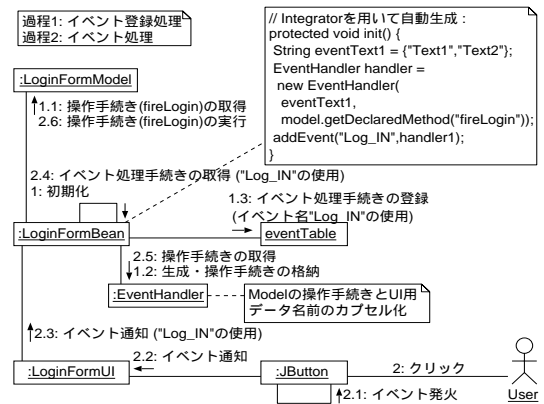 過程1: イベント登録処理
過程2: イベント処理
// Integratorを用いて自動生成 :
protected void init() {
String eventText1 = {"Text1","Text2"};
EventHandler handler =
new EventHandler(
eventText1,
model.getDeclaredMethod("fireLogin"));
addEvent("Log_IN",handler1);
}
:LoginFormModel
1.1: 操作手続き(fireLogin)の取得
2.6: 操作手続き(fireLogin)の実行
2.4: イベント処理手続きの取得 ("Log_IN"の使用)
1: 初期化
1.3: イベント処理手続きの登録
(イベント名"Log_IN"の使用)
:LoginFormBean
eventTable
2.5: 操作手続きの取得
1.2: 生成・操作手続きの格納
:EventHandler
Modelの操作手続きとUI用
データ名前のカプセル化
2.3: イベント通知 ("Log_IN"の使用)
2.2: イベント通知
2: クリック
:LoginFormUI
:JButton
2.1: イベント発火
User